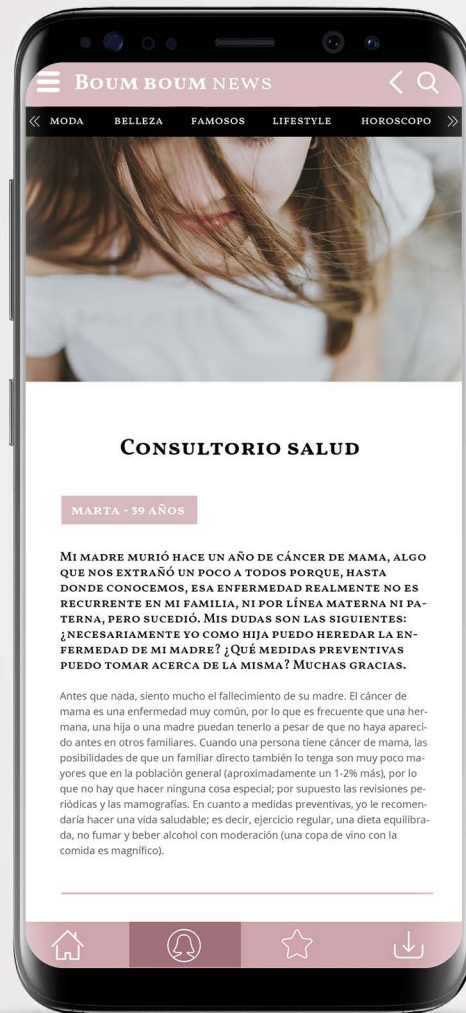 Boum boum news
moda belleza famosos lifestyle horoscopo
Consultorio salud
marta - 39 años
Mi madre murió hace un año de cáncer de mama, algo
que nos extrañó un poco a todos porque, hasta
donde conocemos, esa enfermedad realmente no es
recurrente en mi familia, ni por línea materna ni pa-
terna, pero sucedió. Mis dudas son las siguientes:
¿necesariamente yo como hija puedo heredar la en-
fermedad de mi madre? ¿Qué medidas preventivas
puedo tomar acerca de la misma? Muchas gracias.
Antes que nada, siento mucho el fallecimiento de su madre. El cáncer de
mama es una enfermedad muy común, por lo que es frecuente que una her-
mana, una hija o una madre puedan tenerlo a pesar de que no haya apareci-
do antes en otros familiares. Cuando una persona tiene cáncer de mama, las
posibilidades de que un familiar directo también lo tenga son muy poco ma-
yores que en la población general (aproximadamente un 1-2% más), por lo
que no hay que hacer ninguna cosa especial; por supuesto las revisiones pe-
riódicas y las mamografías. En cuanto a medidas preventivas, yo le recomen-
daría hacer una vida saludable; es decir, ejercicio regular, una dieta equilibra-
da, no fumar y beber alcohol con moderación (una copa de vino con la
comida es magnífico).